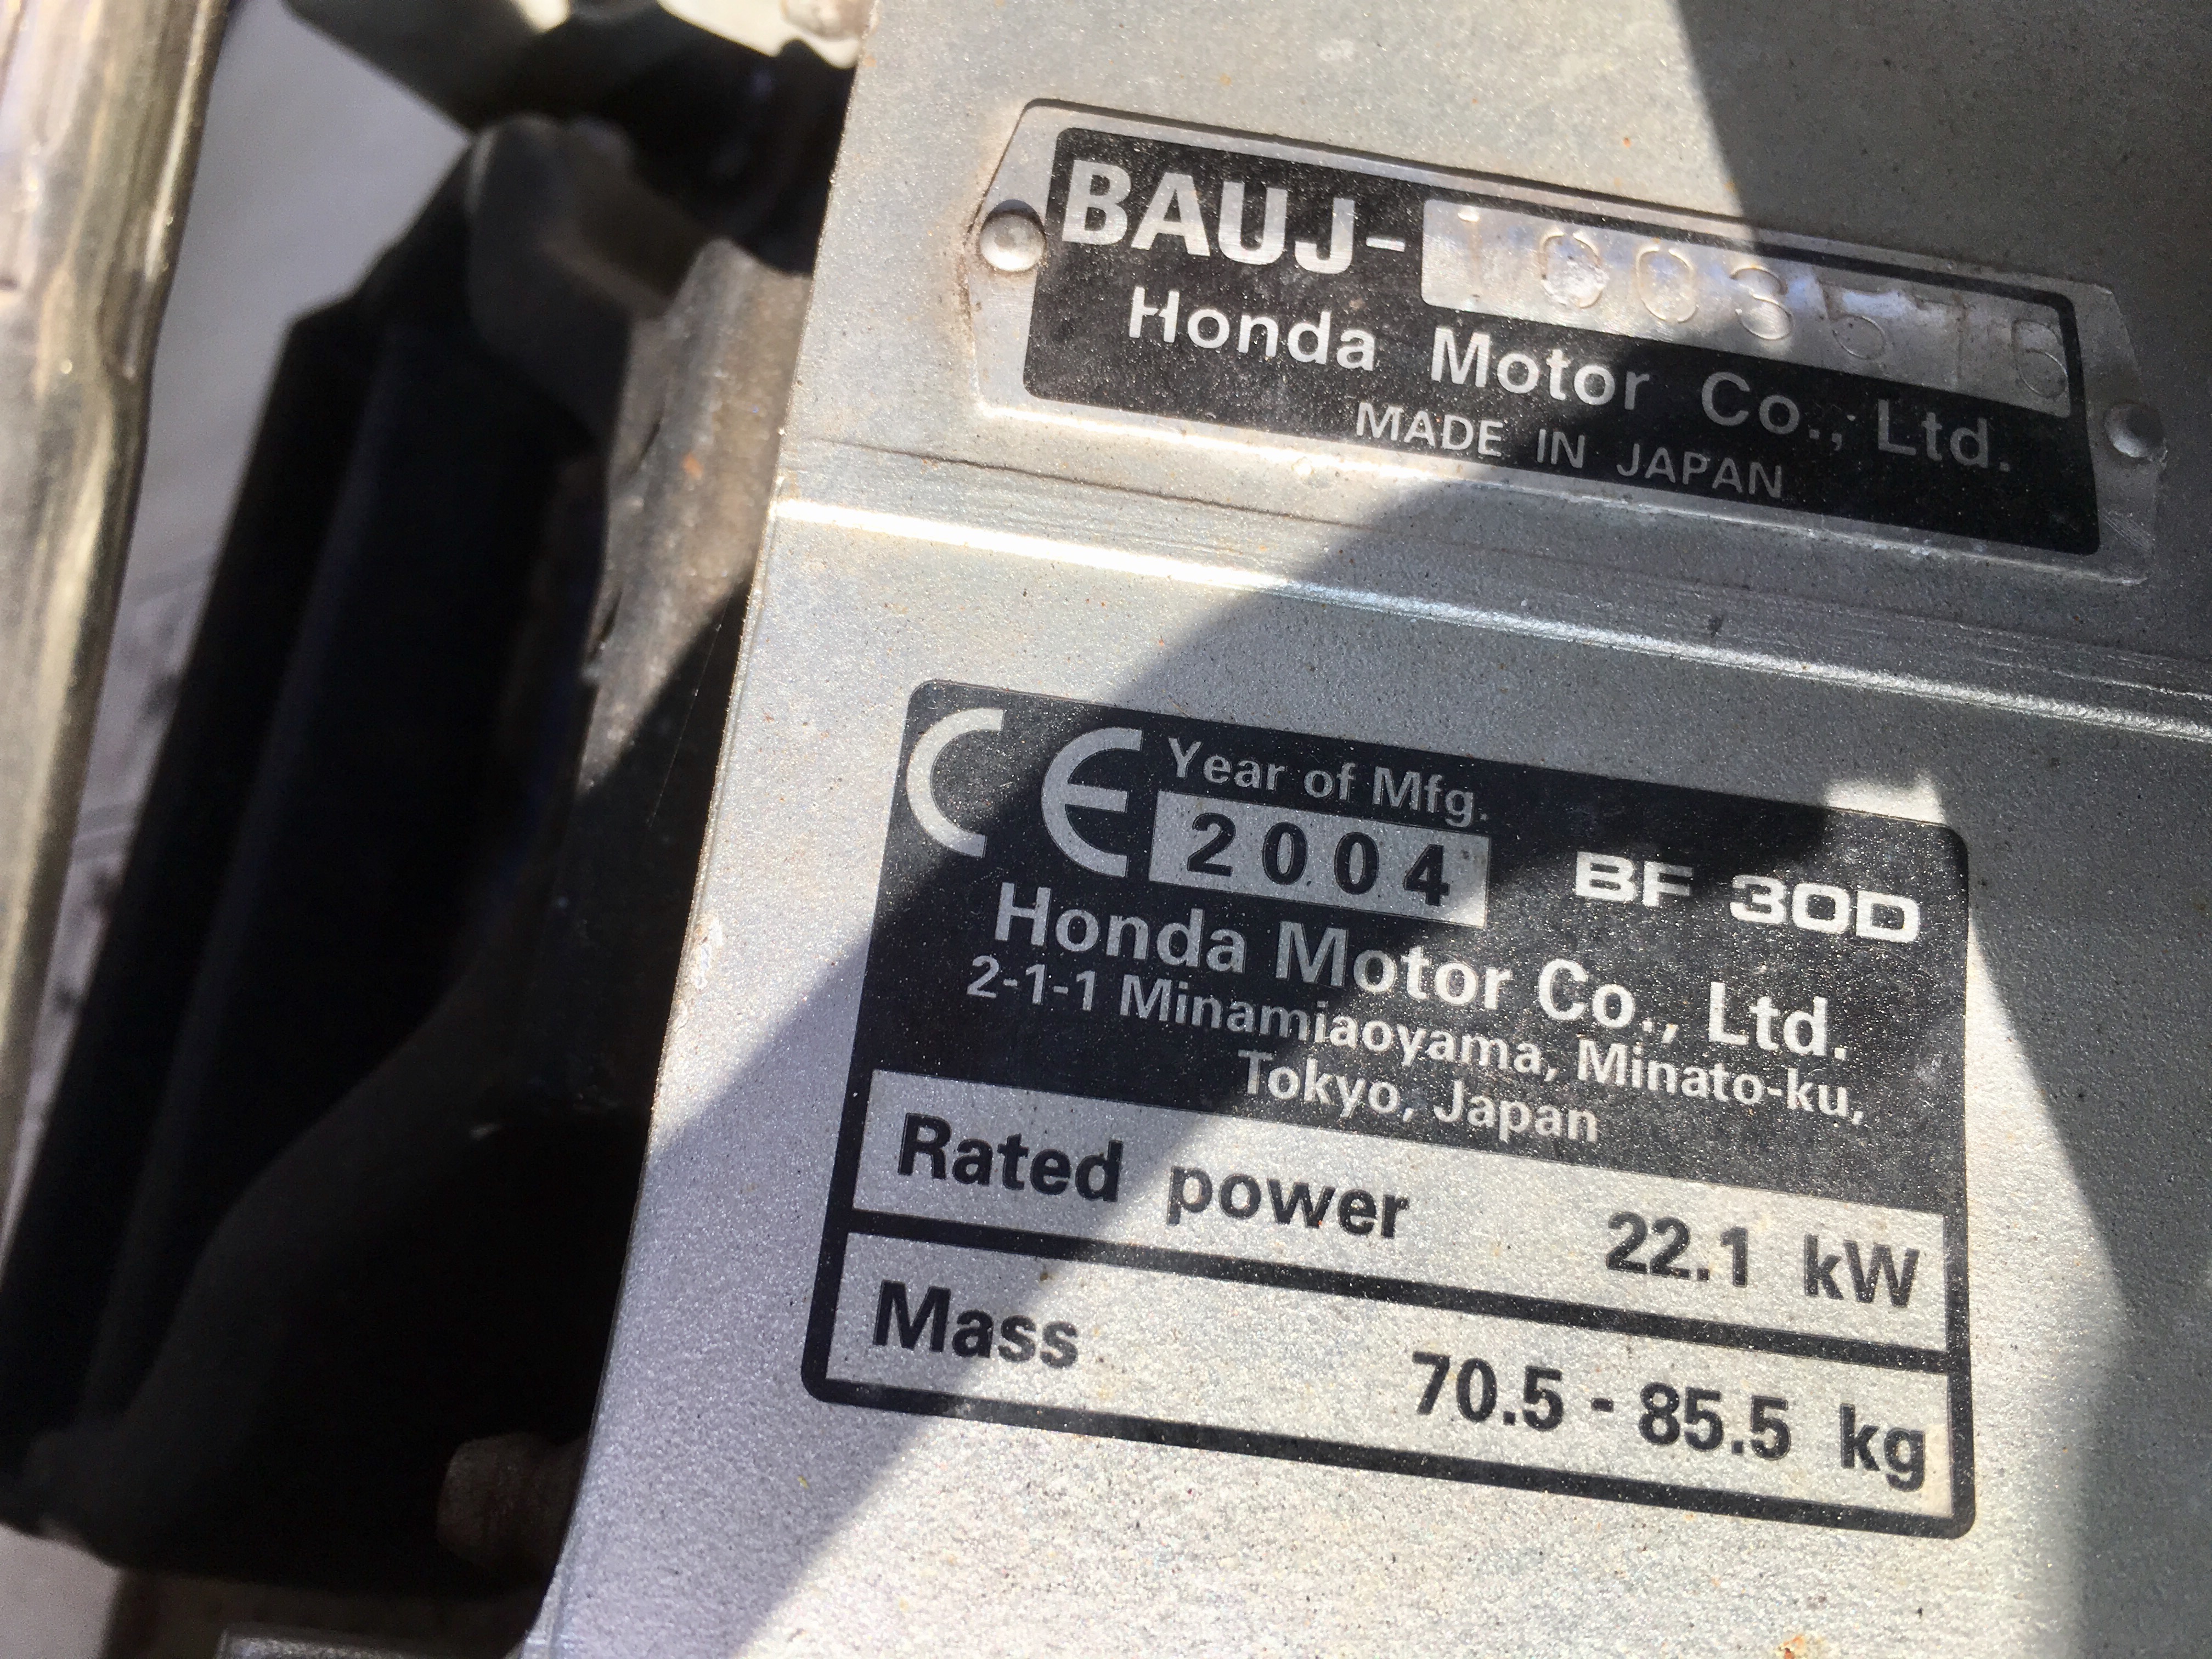 BAUJ-1003576
Honda Motor Co., Ltd.
MADE IN JAPAN
CE Year of Mfg.
2004 BF 30D
Honda Motor Co., Ltd.
2-1-1 Minamiaoyama, Minato-ku,
Tokyo, Japan
Rated power 22.1 kW
Mass 70.5 - 85.5 kg